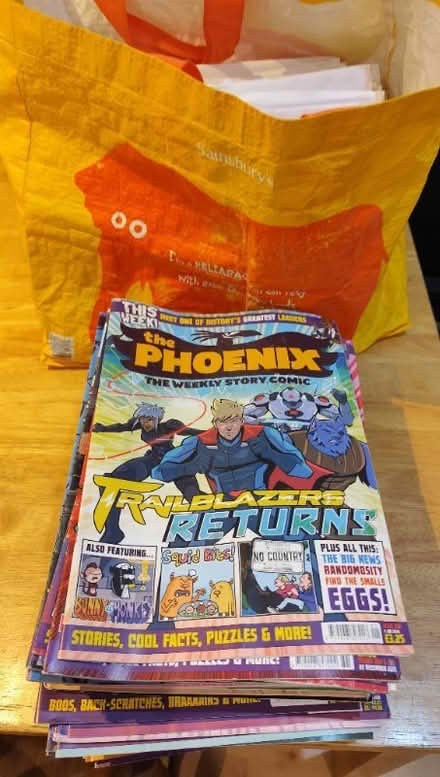 Sainsbury's
THIS WEEK!
MEET ONE OF HISTORY'S GREATEST LEADERS
the
PHOENIX
THE WEEKLY STORY COMIC
TRAILBLAZERS
RETURNS
ALSO FEATURING...
BUNNY vs MONKEY
Squid Bits!
NO COUNTRY
PLUS ALL THIS:
THE BIG NEWS
RANDOMOSITY
FIND THE SMALLS
EGGS!
STORIES, COOL FACTS, PUZZLES & MORE!
£3.25
PUZZLES & MORE!
BOOS, BACK-SCRATCHES, BRAAAAINS & MORE!